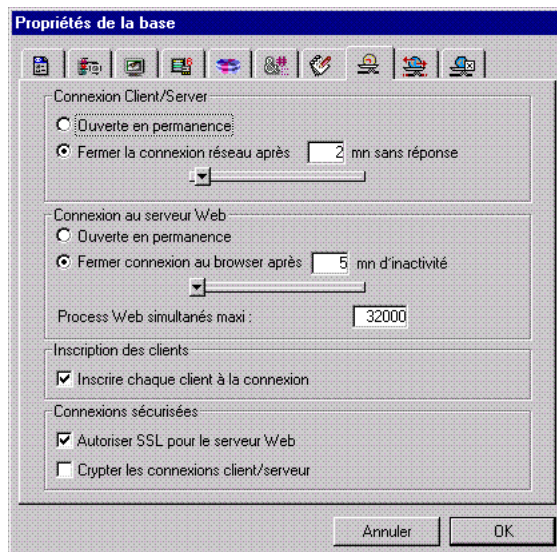 Propriétés de la base
Connexion Client/Server
Ouverte en permanence
Fermer la connexion réseau après 2 mn sans réponse
Connexion au serveur Web
Ouverte en permanence
Fermer connexion au browser après 5 mn d'inactivité
Process Web simultanés maxi : 32000
Inscription des clients
Inscrire chaque client à la connexion
Connexions sécurisées
Autoriser SSL pour le serveur Web
Crypter les connexions client/serveur
Annuler OK